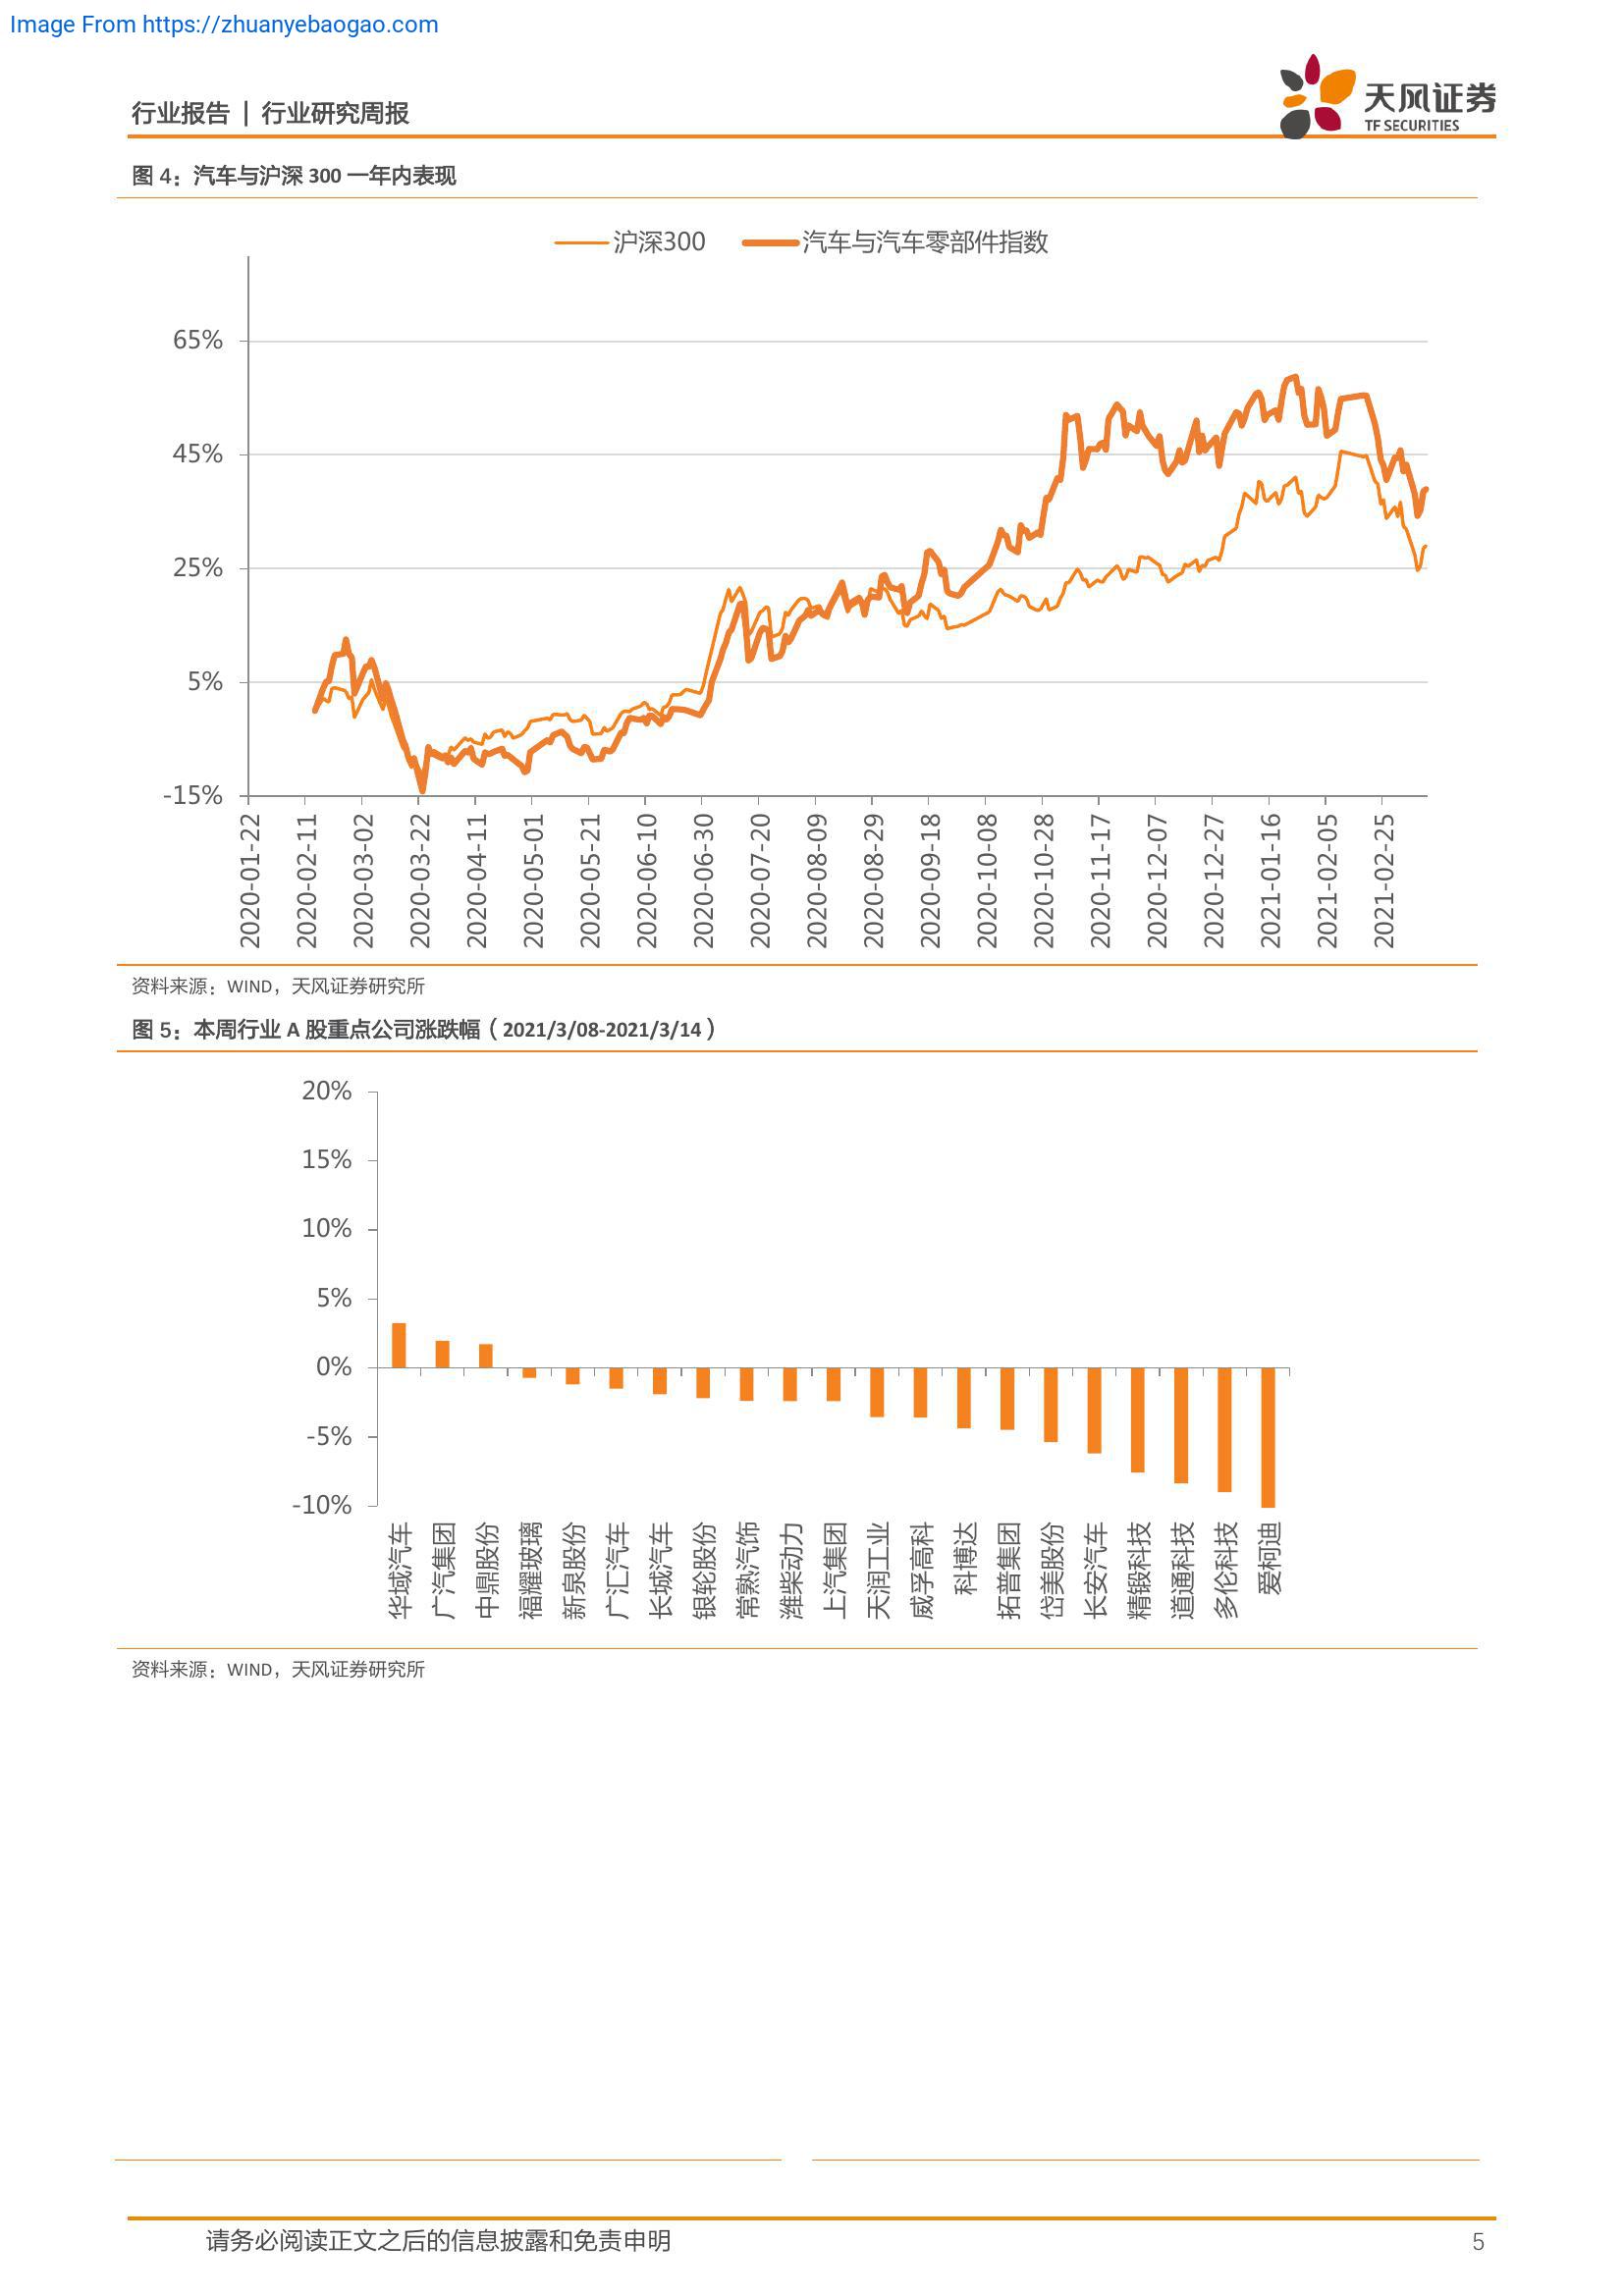 Image From https://zhuanyebaogao.com
行业报告 | 行业研究周报
天风证券
TF SECURITIES
图 4：汽车与沪深 300 一年内表现
沪深300 汽车与汽车零部件指数
65%
45%
25%
5%
-15%
2020-01-22
2020-02-11
2020-03-02
2020-03-22
2020-04-11
2020-05-01
2020-05-21
2020-06-10
2020-06-30
2020-07-20
2020-08-09
2020-08-29
2020-09-18
2020-10-08
2020-10-28
2020-11-17
2020-12-07
2020-12-27
2021-01-16
2021-02-05
2021-02-25
资料来源：WIND，天风证券研究所
图 5：本周行业 A 股重点公司涨跌幅（2021/3/08-2021/3/14）
20%
15%
10%
5%
0%
-5%
-10%
华域汽车
广汽集团
中鼎股份
福耀玻璃
新泉股份
广汇汽车
长城汽车
银轮股份
常熟汽饰
潍柴动力
上汽集团
天润工业
威孚高科
科博达
拓普集团
岱美股份
长安汽车
精锻科技
道通科技
多伦科技
爱柯迪
资料来源：WIND，天风证券研究所
请务必阅读正文之后的信息披露和免责申明 5